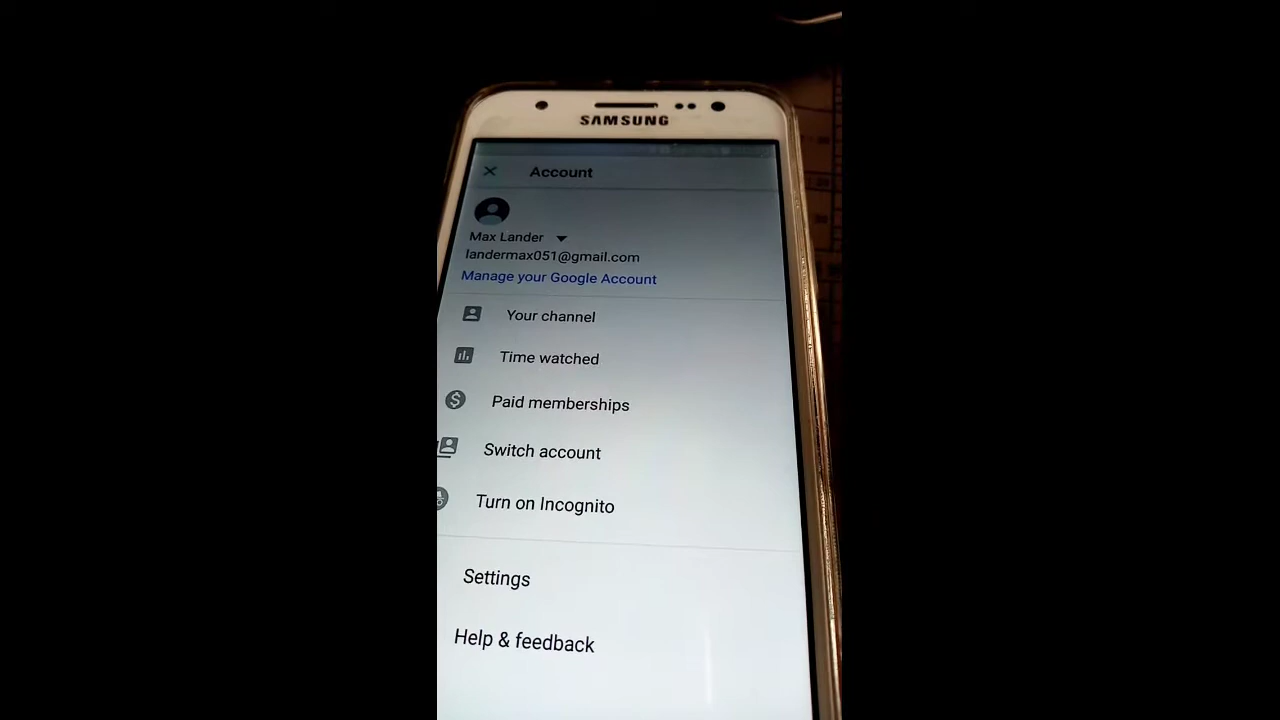 SAMSUNG
Account
Max Lander
landermax051@gmail.com
Manage your Google Account
Your channel
Time watched
Paid memberships
Switch account
Turn on Incognito
Settings
Help & feedback